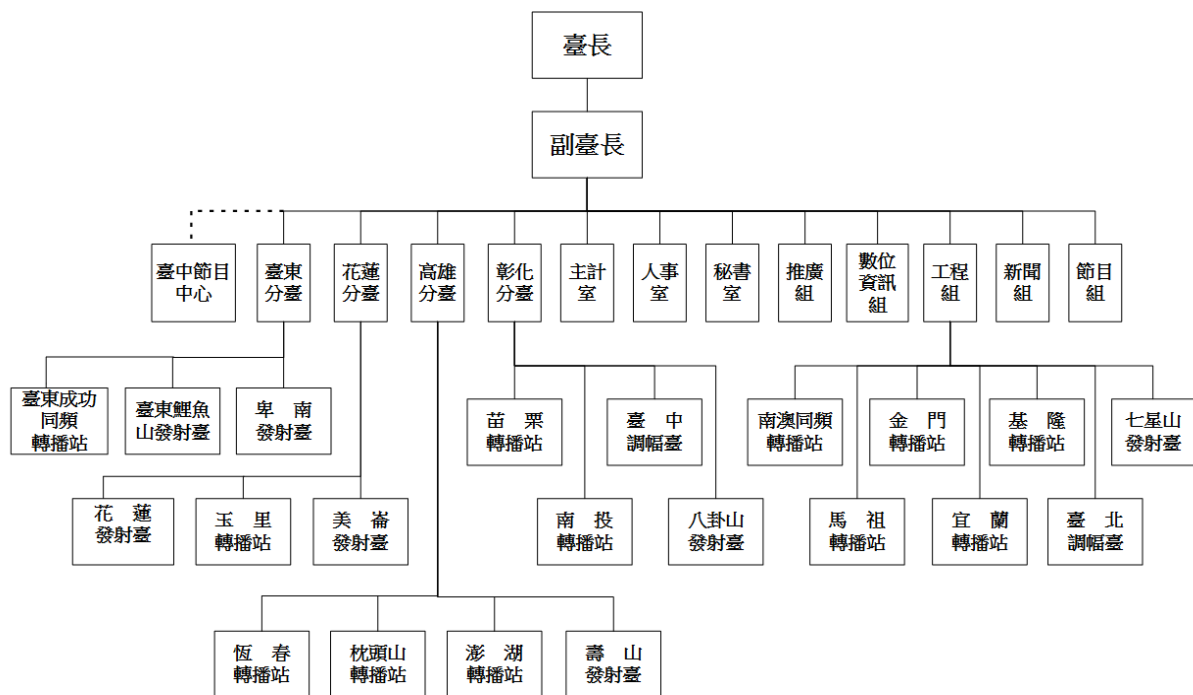 臺長
副臺長
臺中節目
中心
臺東
分臺
花蓮
分臺
高雄
分臺
彰化
分臺
主計
室
人事
室
秘書
室
推廣
組
數位
資訊
組
工程
組
新聞
組
節目
組
臺東成功
同頻
轉播站
臺東鯉魚
山發射臺
卑　南
發射臺
苗　栗
轉播站
臺　中
調幅臺
南澳同頻
轉播站
金　門
轉播站
基　隆
轉播站
七星山
發射臺
花　蓮
發射臺
玉　里
轉播站
美　崙
發射臺
南　投
轉播站
八卦山
發射臺
馬　祖
轉播站
宜　蘭
轉播站
臺　北
調幅臺
恆　春
轉播站
枕頭山
轉播站
澎　湖
轉播站
壽　山
發射臺